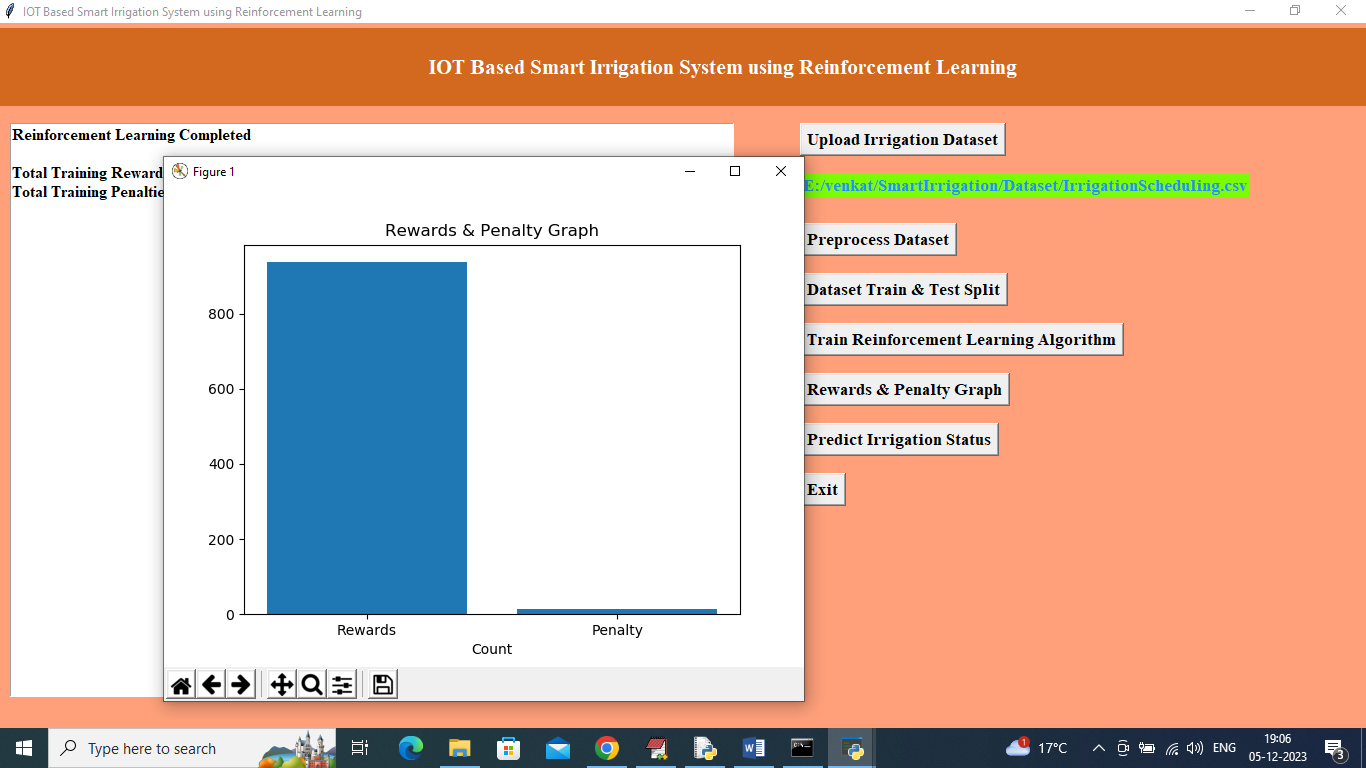 IOT Based Smart Irrigation System using Reinforcement Learning
IOT Based Smart Irrigation System using Reinforcement Learning
Reinforcement Learning Completed
Total Training Reward
Total Training Penaltie
Figure 1
Rewards & Penalty Graph
800
600
400
200
0
Rewards
Penalty
Count
Upload Irrigation Dataset
E:/venkat/SmartIrrigation/Dataset/IrrigationScheduling.csv
Preprocess Dataset
Dataset Train & Test Split
Train Reinforcement Learning Algorithm
Rewards & Penalty Graph
Predict Irrigation Status
Exit
Type here to search
1
17°C
ENG
19:06
05-12-2023
3